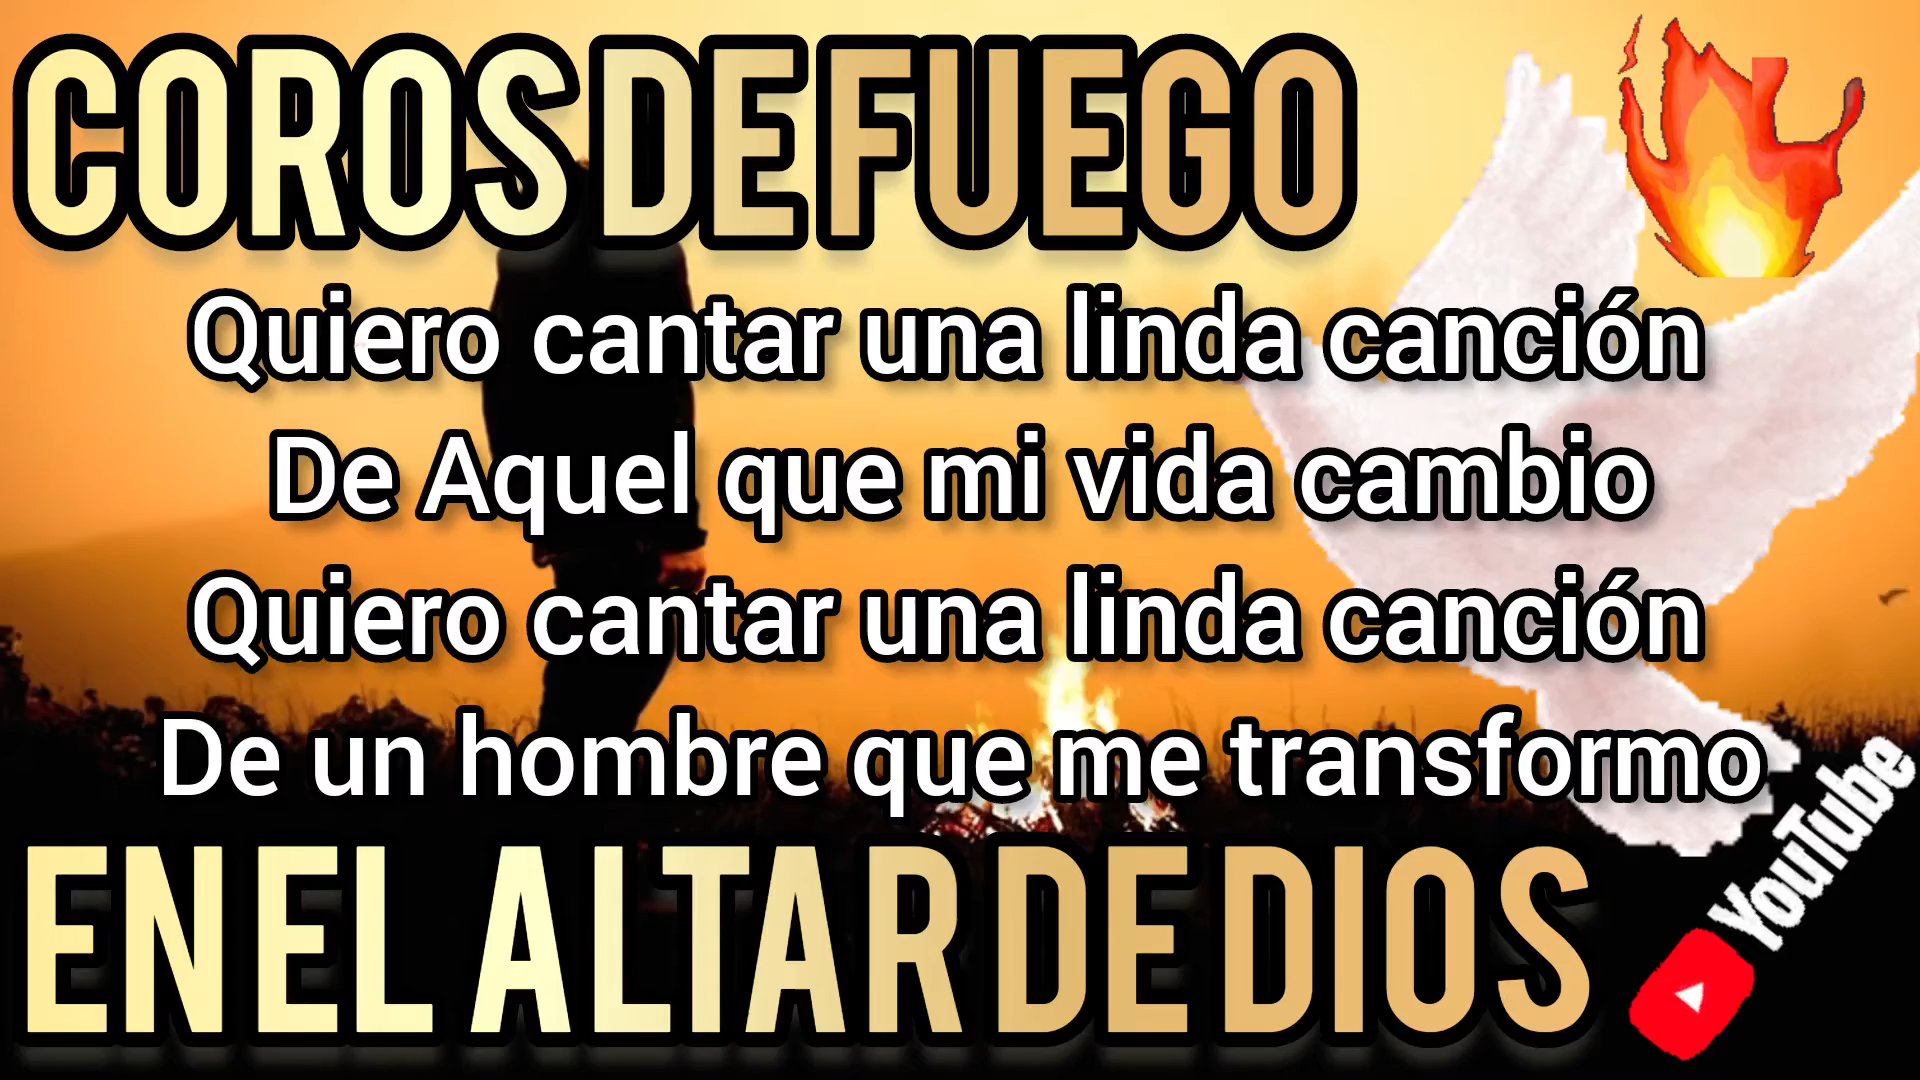 COROS DE FUEGO
Quiero cantar una linda canción
De Aquel que mi vida cambio
Quiero cantar una linda canción
De un hombre que me transformo
EN EL ALTAR DE DIOS
YouTube